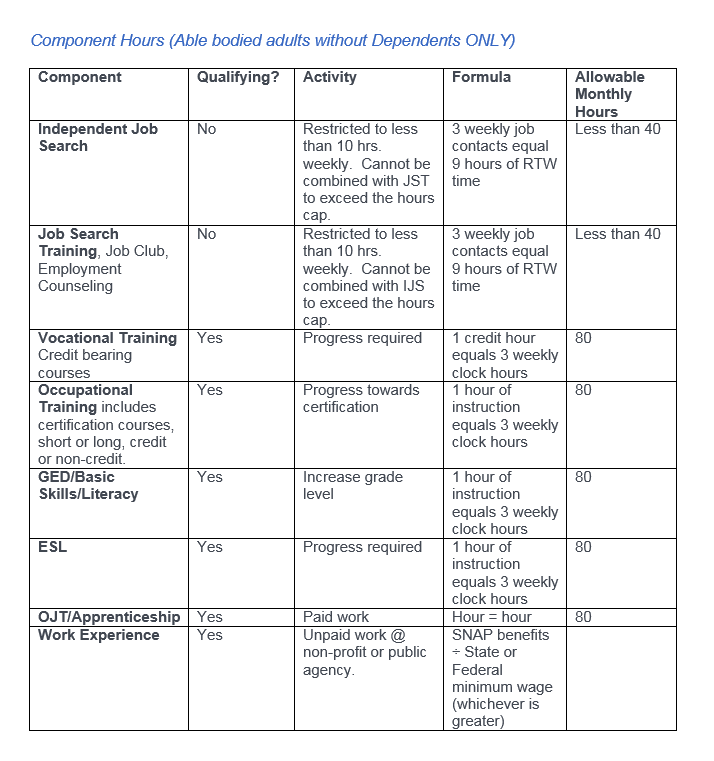 Component Hours (Able bodied adults without Dependents ONLY)
Component Qualifying? Activity Formula Allowable
Monthly
Hours
Independent Job
Search
No
Restricted to less
than 10 hrs.
weekly. Cannot be
combined with JST
to exceed the hours
cap.
3 weekly job
contacts equal
9 hours of RTW
time
Less than 40
Job Search
Training, Job Club,
Employment
Counseling
No
Restricted to less
than 10 hrs.
weekly. Cannot be
combined with IJS
to exceed the hours
cap.
3 weekly job
contacts equal
9 hours of RTW
time
Less than 40
Vocational Training
Credit bearing
courses
Yes
Progress required
1 credit hour
equals 3 weekly
clock hours
80
Occupational
Training includes
certification courses,
short or long, credit
or non-credit.
Yes
Progress towards
certification
1 hour of
instruction
equals 3 weekly
clock hours
80
GED/Basic
Skills/Literacy
Yes
Increase grade
level
1 hour of
instruction
equals 3 weekly
clock hours
80
ESL
Yes
Progress required
1 hour of
instruction
equals 3 weekly
clock hours
80
OJT/Apprenticeship
Yes
Paid work
Hour = hour
80
Work Experience
Yes
Unpaid work @
non-profit or public
agency.
SNAP benefits
÷ State or
Federal
minimum wage
(whichever is
greater)